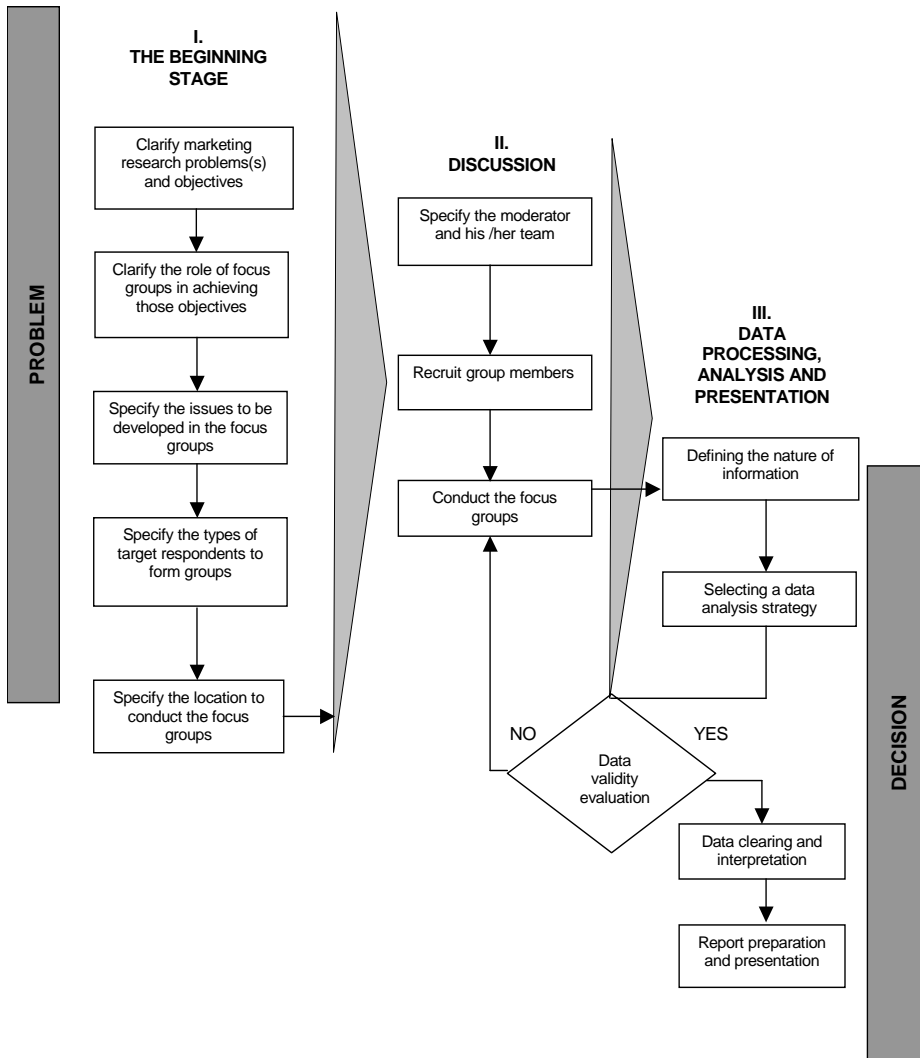 PROBLEM
I.
THE BEGINNING
STAGE
Clarify marketing
research problems(s)
and objectives
Clarify the role of focus
groups in achieving
those objectives
Specify the issues to be
developed in the focus
groups
Specify the types of
target respondents to
form groups
Specify the location to
conduct the focus
groups
II.
DISCUSSION
Specify the moderator
and his /her team
Recruit group members
Conduct the focus
groups
III.
DATA
PROCESSING,
ANALYSIS AND
PRESENTATION
Defining the nature of
information
Selecting a data
analysis strategy
NO
YES
Data
validity
evaluation
Data clearing and
interpretation
Report preparation
and presentation
DECISION